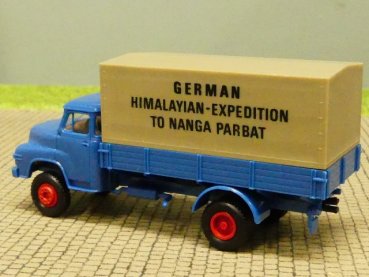 GERMAN
HIMALAYIAN-EXPEDITION
TO NANGA PARBAT